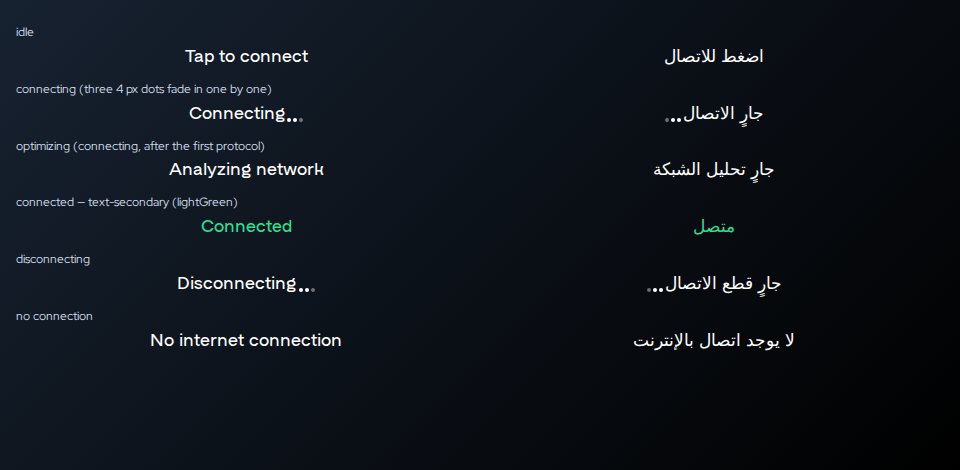 idle
Tap to connect
اضغط للاتصال
connecting (three 4 px dots fade in one by one)
Connecting...
جارٍ الاتصال...
optimizing (connecting, after the first protocol)
Analyzing network
جارٍ تحليل الشبكة
connected – text-secondary (lightGreen)
Connected
متصل
disconnecting
Disconnecting...
جارٍ قطع الاتصال...
no connection
No internet connection
لا يوجد اتصال بالإنترنت